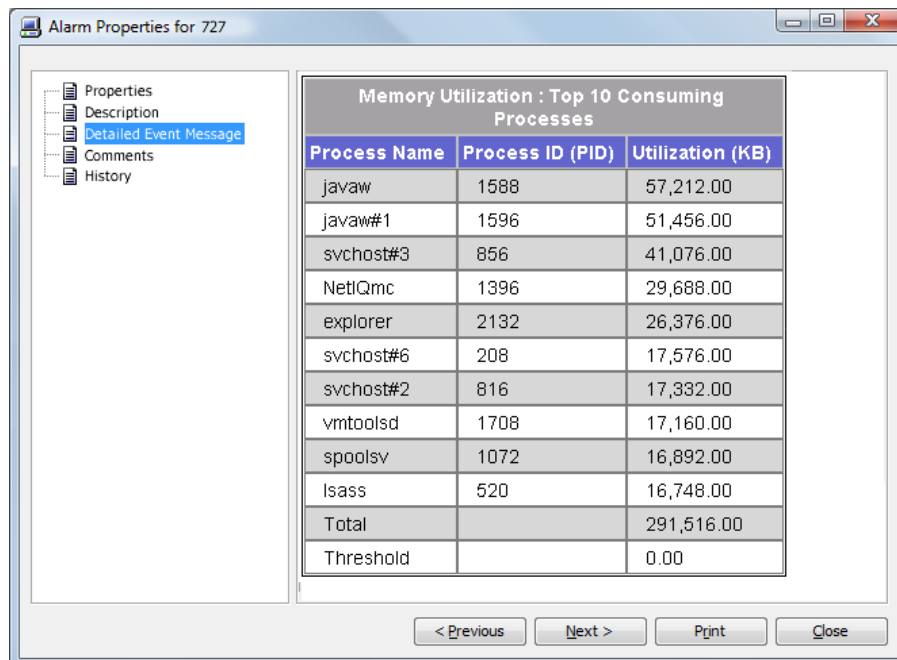 Alarm Properties for 727
Properties
Description
Detailed Event Message
Comments
History
Memory Utilization : Top 10 Consuming
Processes
Process Name Process ID (PID) Utilization (KB)
javaw 1588 57,212.00
javaw#1 1596 51,456.00
svchost#3 856 41,076.00
NetIQmc 1396 29,688.00
explorer 2132 26,376.00
svchost#6 208 17,576.00
svchost#2 816 17,332.00
vmtoolsd 1708 17,160.00
spoolsv 1072 16,892.00
lsass 520 16,748.00
Total 291,516.00
Threshold 0.00
< Previous Next > Print Close